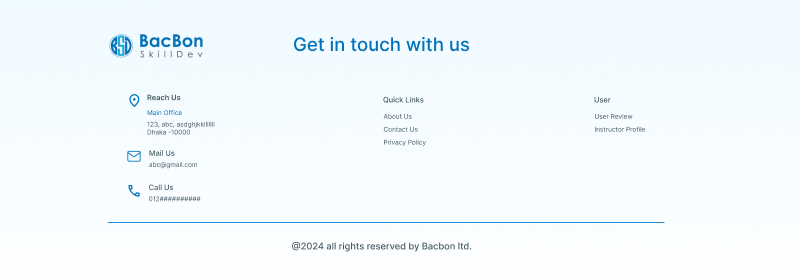 BSD
BacBon
SkillDev
Get in touch with us
Reach Us
Main Office
123, abc, asdghjkkllllll
Dhaka -10000
Mail Us
abc@gmail.com
Call Us
012##########
Quick Links
About Us
Contact Us
Privacy Policy
User
User Review
Instructor Profile
@2024 all rights reserved by Bacbon ltd.